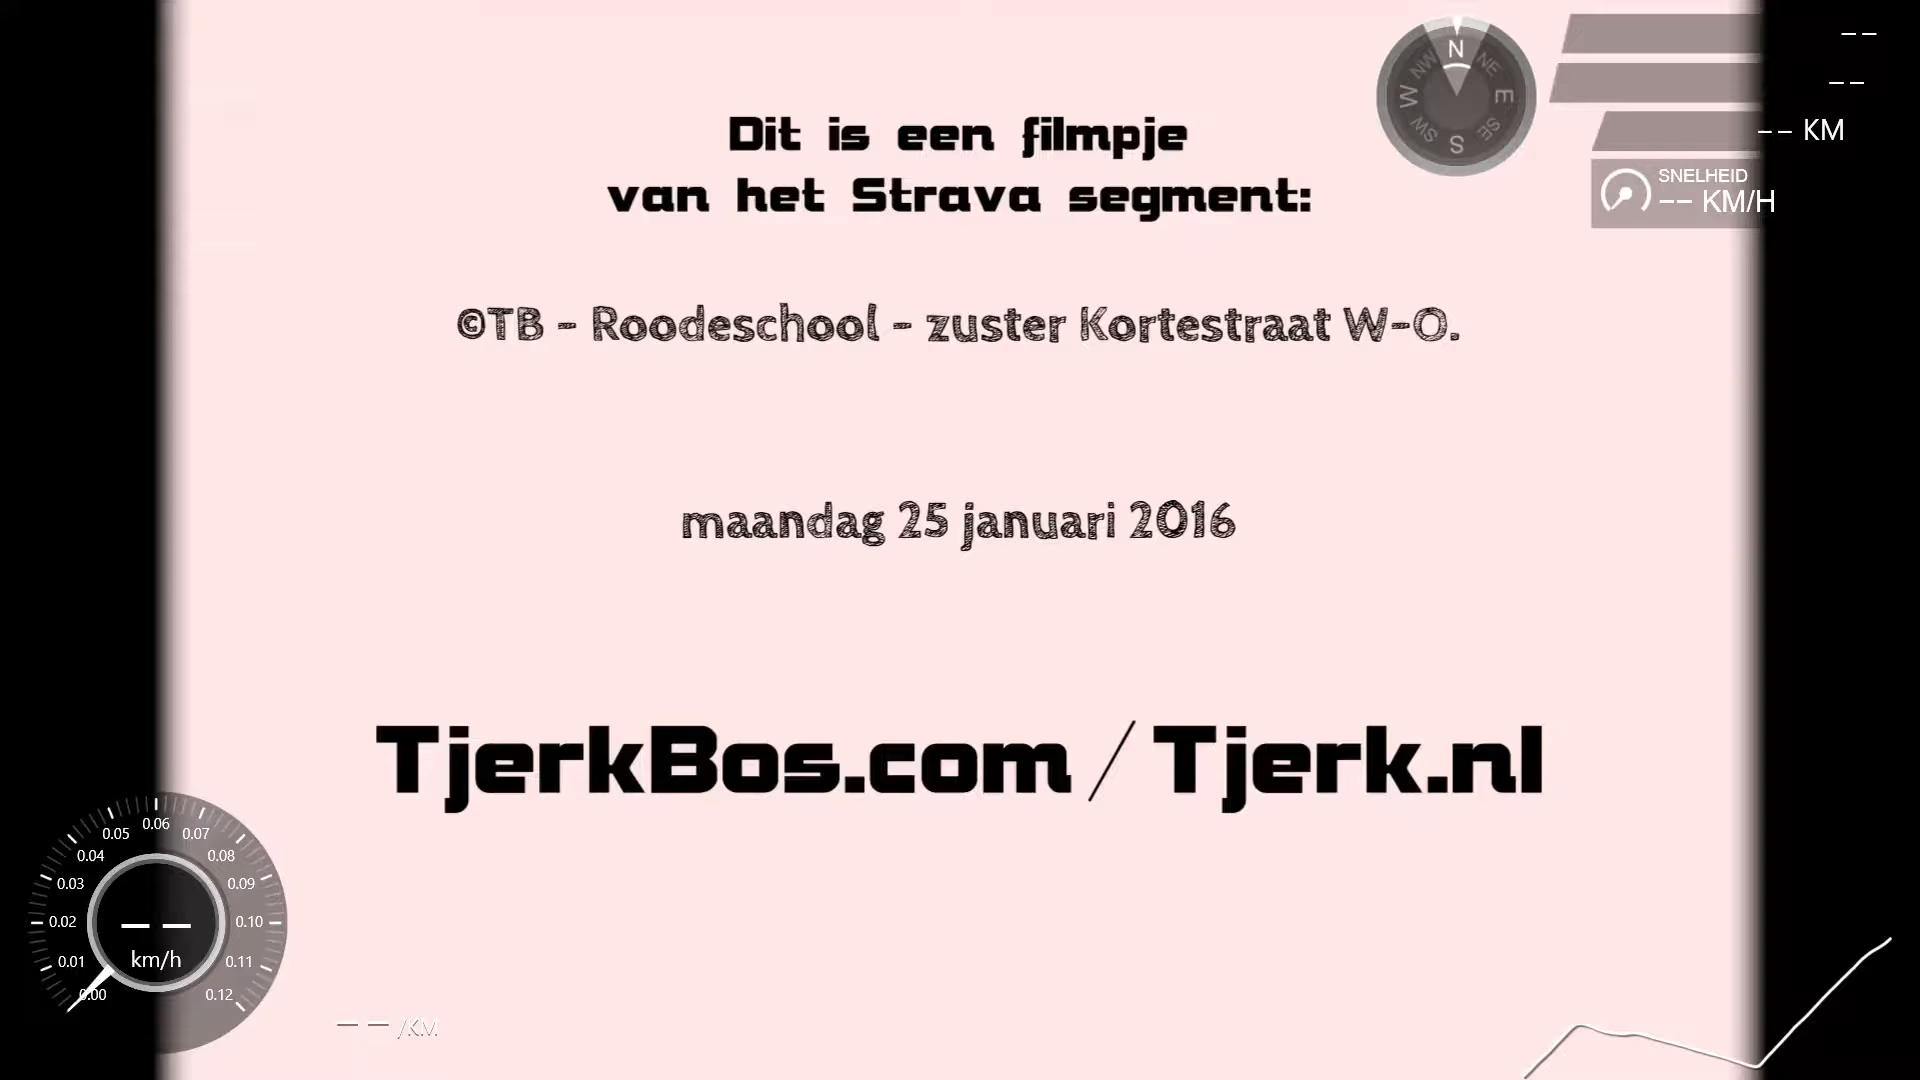 Dit is een filmpje
van het Strava segment:
©TB - Roodeschool - zuster Kortestraat W-O.
maandag 25 januari 2016
TjerkBos.com / Tjerk.nl
N
NE
E
SE
S
SW
W
NW
--
--
-- KM
SNELHEID
-- KM/H
0.00
0.01
0.02
0.03
0.04
0.05
0.06
0.07
0.08
0.09
0.10
0.11
0.12
--
km/h
-- /KM